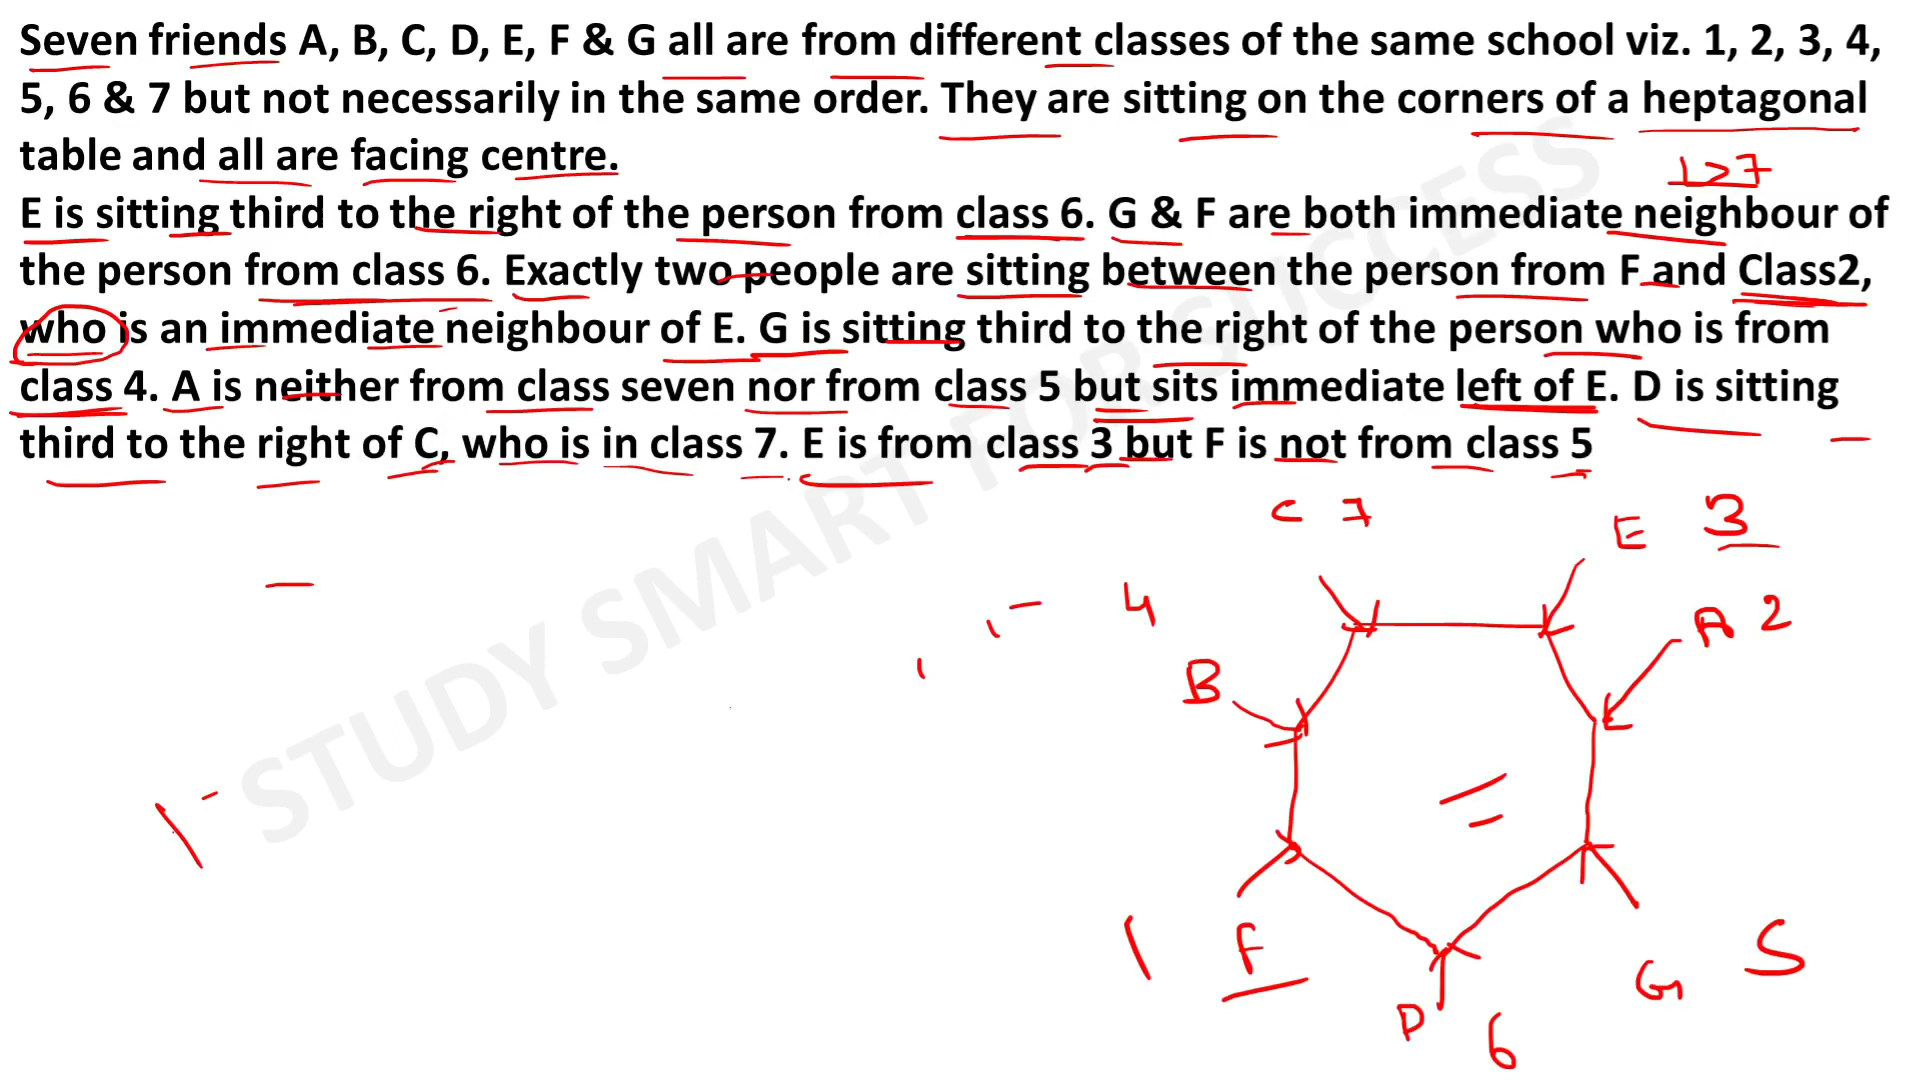 Seven friends A, B, C, D, E, F & G all are from different classes of the same school viz. 1, 2, 3, 4,
5, 6 & 7 but not necessarily in the same order. They are sitting on the corners of a heptagonal
table and all are facing centre.
1>7
E is sitting third to the right of the person from class 6. G & F are both immediate neighbour of
the person from class 6. Exactly two people are sitting between the person from F and Class2,
who is an immediate neighbour of E. G is sitting third to the right of the person who is from
class 4. A is neither from class seven nor from class 5 but sits immediate left of E. D is sitting
third to the right of C, who is in class 7. E is from class 3 but F is not from class 5
STUDY SMART TOP SUCCESS
C 7
E 3
4
A 2
B
1 F
G 5
D 6